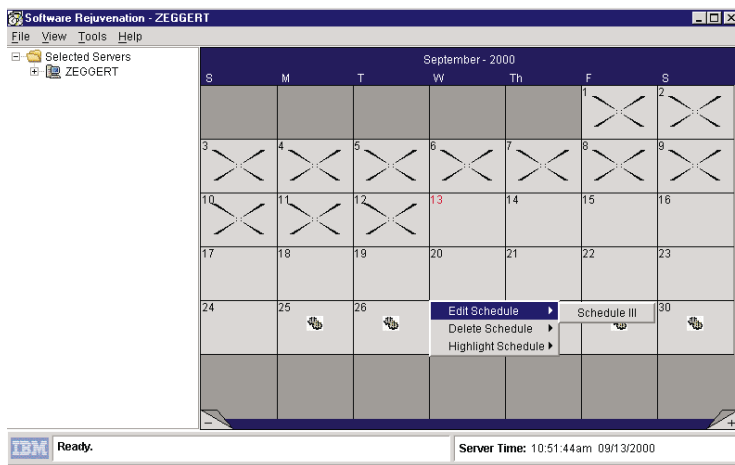 Software Rejuvenation - ZEGGERT
File View Tools Help
Selected Servers
ZEGGERT
September - 2000
S M T W Th F S
1 2
3 4 5 6 7 8 9
10 11 12 13 14 15 16
17 18 19 20 21 22 23
24 25 26 30
Edit Schedule
Schedule III
Delete Schedule
Highlight Schedule
- +
IBM Ready. Server Time: 10:51:44am 09/13/2000